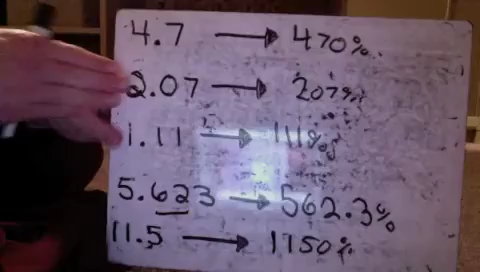 4.7 → 470%
2.07 → 207%
1.11 → 111%
5.623 → 562.3%
11.5 → 1150%